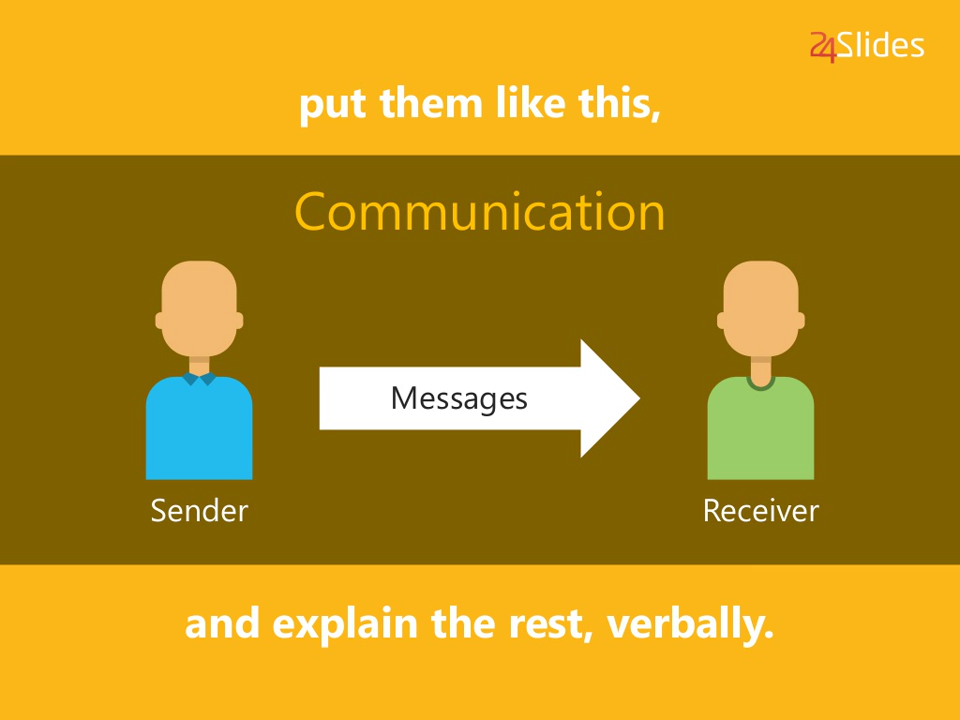 24Slides
put them like this,
Communication
Messages
Sender
Receiver
and explain the rest, verbally.